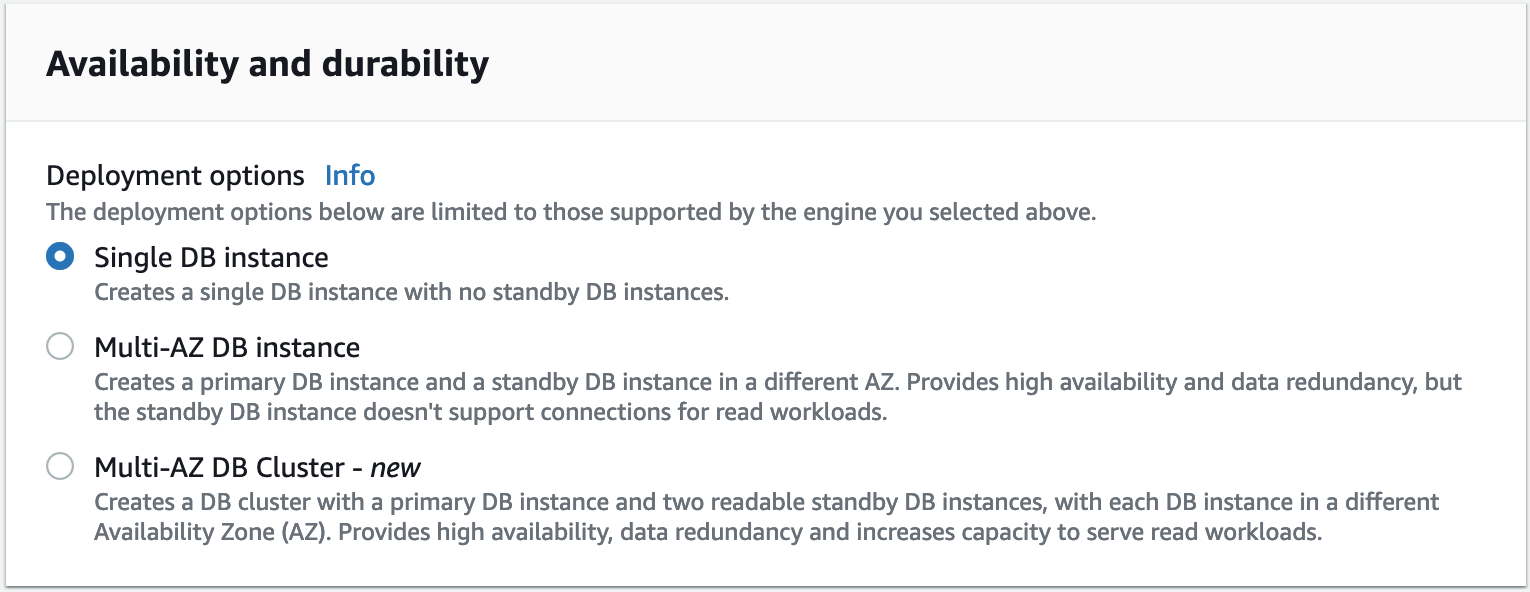 Availability and durability
Deployment options Info
The deployment options below are limited to those supported by the engine you selected above.
Single DB instance
Creates a single DB instance with no standby DB instances.
Multi-AZ DB instance
Creates a primary DB instance and a standby DB instance in a different AZ. Provides high availability and data redundancy, but
the standby DB instance doesn't support connections for read workloads.
Multi-AZ DB Cluster - new
Creates a DB cluster with a primary DB instance and two readable standby DB instances, with each DB instance in a different
Availability Zone (AZ). Provides high availability, data redundancy and increases capacity to serve read workloads.